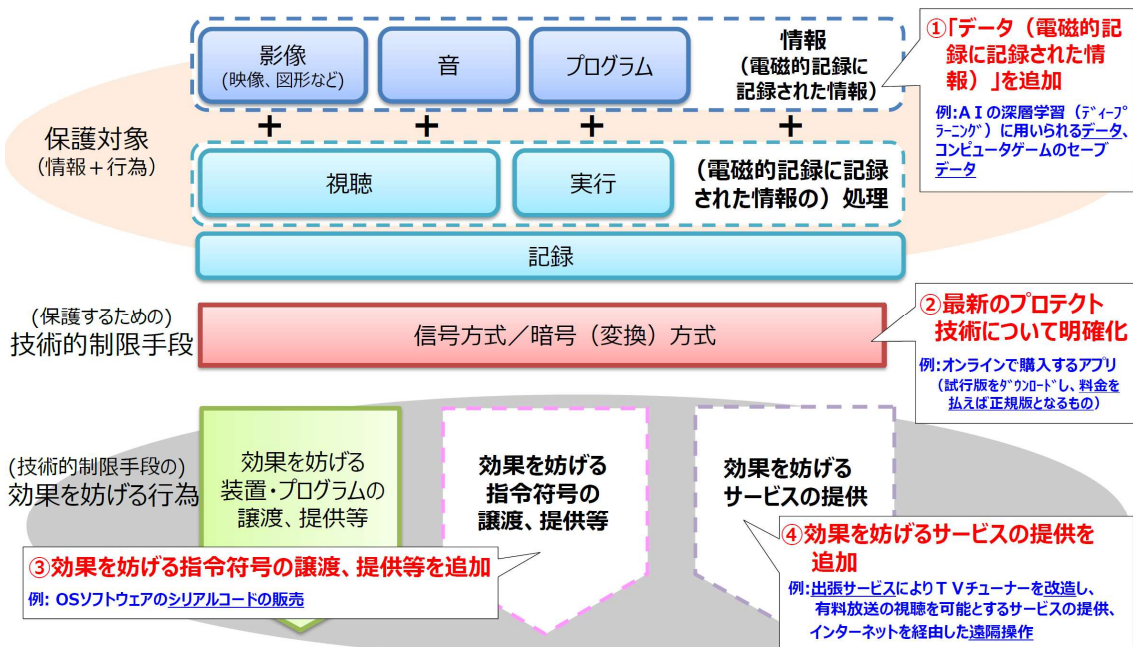 影像
(映像、図形など)
音
プログラム
情報
(電磁的記録に
記録された情報)
①「データ（電磁的記
録に記録された情
報）」を追加
例:ＡＩの深層学習（ﾃﾞｨｰﾌﾟ
ﾗｰﾆﾝｸﾞ）に用いられるデータ、
コンピュータゲームのセーブ
データ
保護対象
(情報＋行為)
+
+
+
+
視聴
実行
（電磁的記録に記録
された情報の）処理
記録
(保護するための)
技術的制限手段
信号方式／暗号（変換）方式
②最新のプロテクト
技術について明確化
例:オンラインで購入するアプリ
（試行版をﾀﾞｳﾝﾛｰﾄﾞし、料金を
払えば正規版となるもの）
(技術的制限手段の)
効果を妨げる行為
効果を妨げる
装置・プログラムの
譲渡、提供等
効果を妨げる
指令符号の
譲渡、提供等
効果を妨げる
サービスの提供
③効果を妨げる指令符号の譲渡、提供等を追加
例: OSソフトウェアのシリアルコードの販売
④効果を妨げるサービスの提供を
追加
例:出張サービスによりＴＶチューナーを改造し、
有料放送の視聴を可能とするサービスの提供、
インターネットを経由した遠隔操作